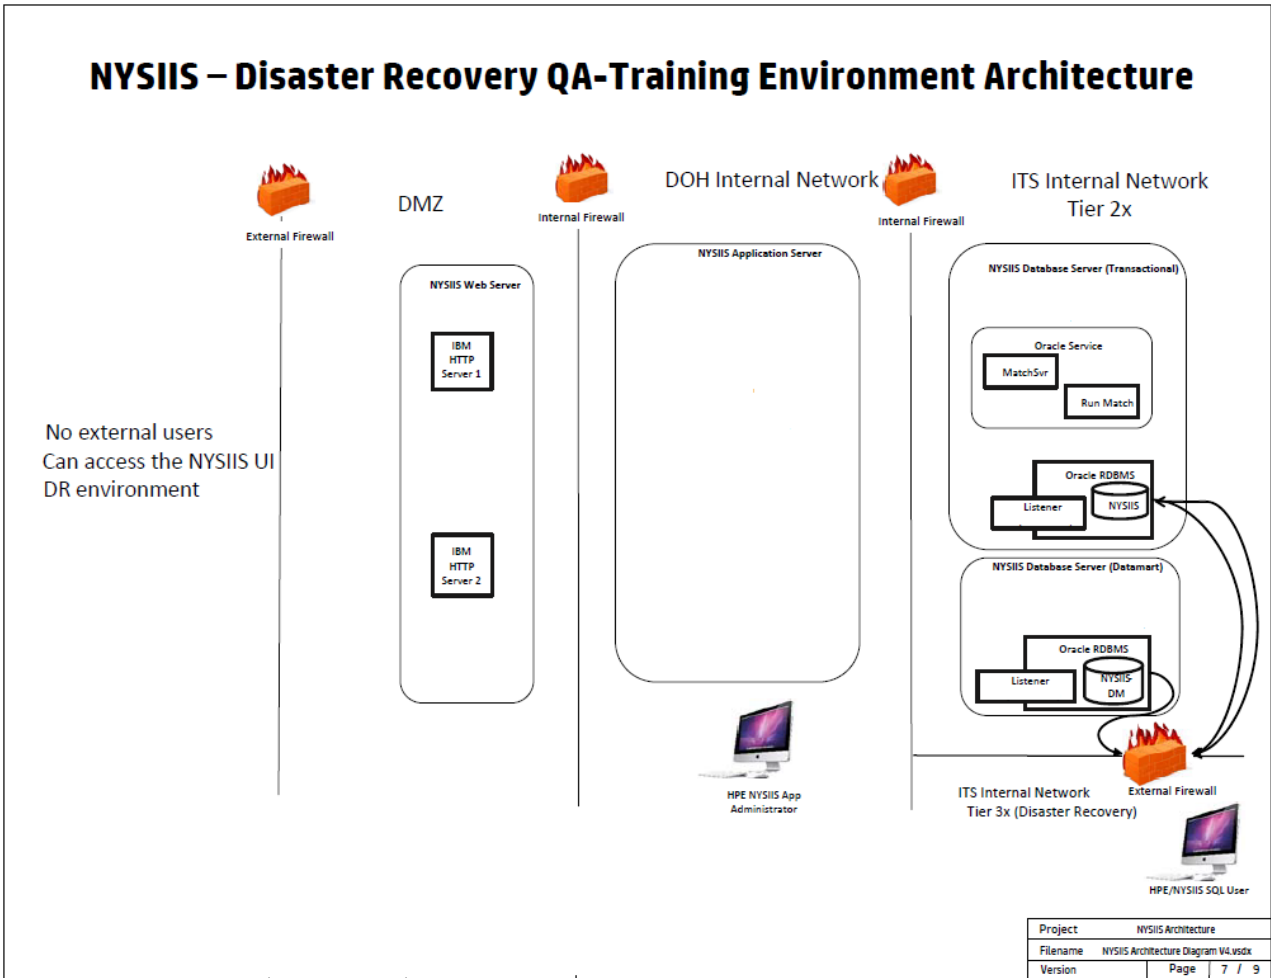 NYSIIS – Disaster Recovery QA-Training Environment Architecture
External Firewall
DMZ
Internal Firewall
DOH Internal Network
Internal Firewall
ITS Internal Network
Tier 2x
No external users
Can access the NYSIIS UI
DR environment
NYSIIS Web Server
IBM
HTTP
Server 1
IBM
HTTP
Server 2
NYSIIS Application Server
HPE NYSIIS App
Administrator
NYSIIS Database Server (Transactional)
Oracle Service
MatchSvr
Run Match
Oracle RDBMS
Listener
NYSIIS
NYSIIS Database Server (Datamart)
Oracle RDBMS
Listener
NYSIIS-
DM
ITS Internal Network
Tier 3x (Disaster Recovery)
External Firewall
HPE/NYSIIS SQL User
Project NYSIIS Architecture
Filename NYSIIS Architecture Diagram V4.vsdx
Version Page 7 / 9